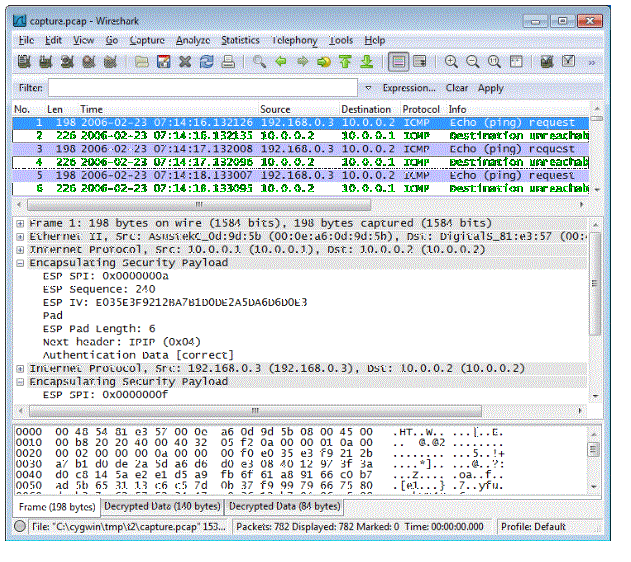 capture.pcap - Wireshark
File Edit View Go Capture Analyze Statistics Telephony Tools Help
Filter: Expression... Clear Apply
No. Len Time Source Destination Protocol Info
1 198 2006-02-23 07:14:16.132126 192.168.0.3 10.0.0.2 ICMP Echo (ping) request
2 226 2006-02-23 07:14:16.132135 10.0.0.2 10.0.0.1 ICMP Destination unreachab
3 198 2006-02-23 07:14:17.132008 192.168.0.3 10.0.0.2 ICMP Echo (ping) request
4 226 2006-02-23 07:14:17.132096 10.0.0.2 10.0.0.1 ICMP Destination unreachab
5 198 2006-02-23 07:14:18.133007 192.168.0.3 10.0.0.2 ICMP Echo (ping) request
6 226 2006-02-23 07:14:18.133095 10.0.0.2 10.0.0.1 ICMP Destination unreachab
Frame 1: 198 bytes on wire (1584 bits), 198 bytes captured (1584 bits)
Ethernet II, Src: AsustekC_0d:9d:5b (00:0e:a6:0d:9d:5b), Dst: DigitalS_81:e3:57 (00:
Internet Protocol, Src: 10.0.0.1 (10.0.0.1), Dst: 10.0.0.2 (10.0.0.2)
Encapsulating Security Payload
ESP SPI: 0x0000000a
ESP Sequence: 240
ESP IV: E035E3F9212BA7B1D0DE2A5DA6D6D0E3
Pad
ESP Pad Length: 6
Next header: IPIP (0x04)
Authentication Data [correct]
Internet Protocol, Src: 192.168.0.3 (192.168.0.3), Dst: 10.0.0.2 (10.0.0.2)
Encapsulating Security Payload
ESP SPI: 0x0000000f
0000 00 48 54 81 e3 57 00 0e a6 0d 9d 5b 08 00 45 00 .HT..W.. ...[..E.
0010 00 b8 20 20 40 00 40 32 05 f2 0a 00 00 01 0a 00 .. @.@2 ........
0020 00 02 00 00 00 0a 00 00 00 f0 e0 35 e3 f9 21 2b ........ ...5..!+
0030 a7 b1 d0 de 2a 5d a6 d6 d0 e3 08 40 12 97 3f 3a ....*].. ...@..?:
0040 d0 c8 14 5a e2 e1 d5 a9 fb 6f 61 a8 91 66 c0 b7 ...Z.... .oa..f..
0050 ad 5b 65 31 13 c6 c5 7d 0b 37 f9 99 79 66 75 80 .[e1...} .7..yfu.
Frame (198 bytes) Decrypted Data (140 bytes) Decrypted Data (84 bytes)
File: "C:\cygwin\tmp\t2\capture.pcap" 153... Packets: 782 Displayed: 782 Marked: 0 Time: 00:00:00.000 Profile: Default